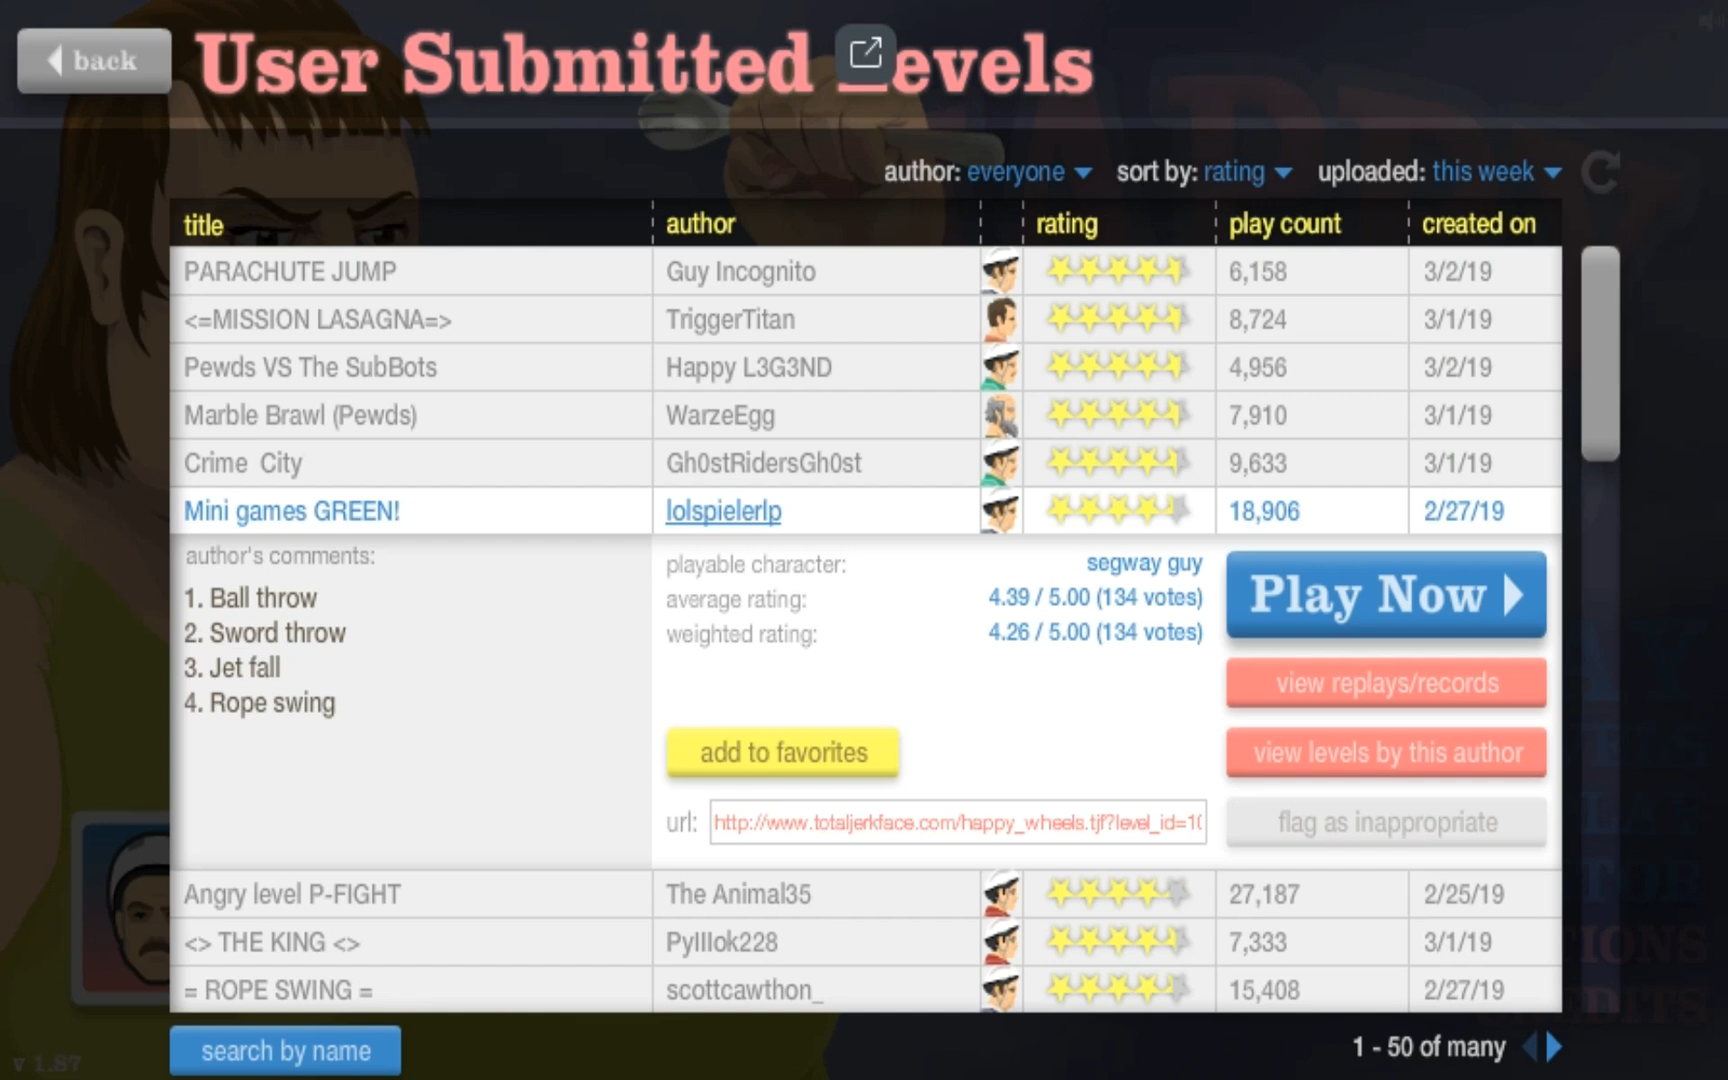 back
User Submitted Levels
author: everyone sort by: rating uploaded: this week
title author rating play count created on
PARACHUTE JUMP Guy Incognito 6,158 3/2/19
<=MISSION LASAGNA=> TriggerTitan 8,724 3/1/19
Pewds VS The SubBots Happy L3G3ND 4,956 3/2/19
Marble Brawl (Pewds) WarzeEgg 7,910 3/1/19
Crime City Gh0stRidersGh0st 9,633 3/1/19
Mini games GREEN! lolspielerlp 18,906 2/27/19
author's comments:
1. Ball throw
2. Sword throw
3. Jet fall
4. Rope swing
playable character: segway guy
average rating: 4.39 / 5.00 (134 votes)
weighted rating: 4.26 / 5.00 (134 votes)
add to favorites
url: http://www.totaljerkface.com/happy_wheels.tjf?level_id=1(
Play Now
view replays/records
view levels by this author
flag as inappropriate
Angry level P-FIGHT The Animal35 27,187 2/25/19
<> THE KING <> PyIIIok228 7,333 3/1/19
= ROPE SWING = scottcawthon_ 15,408 2/27/19
search by name
1 - 50 of many
v 1.87